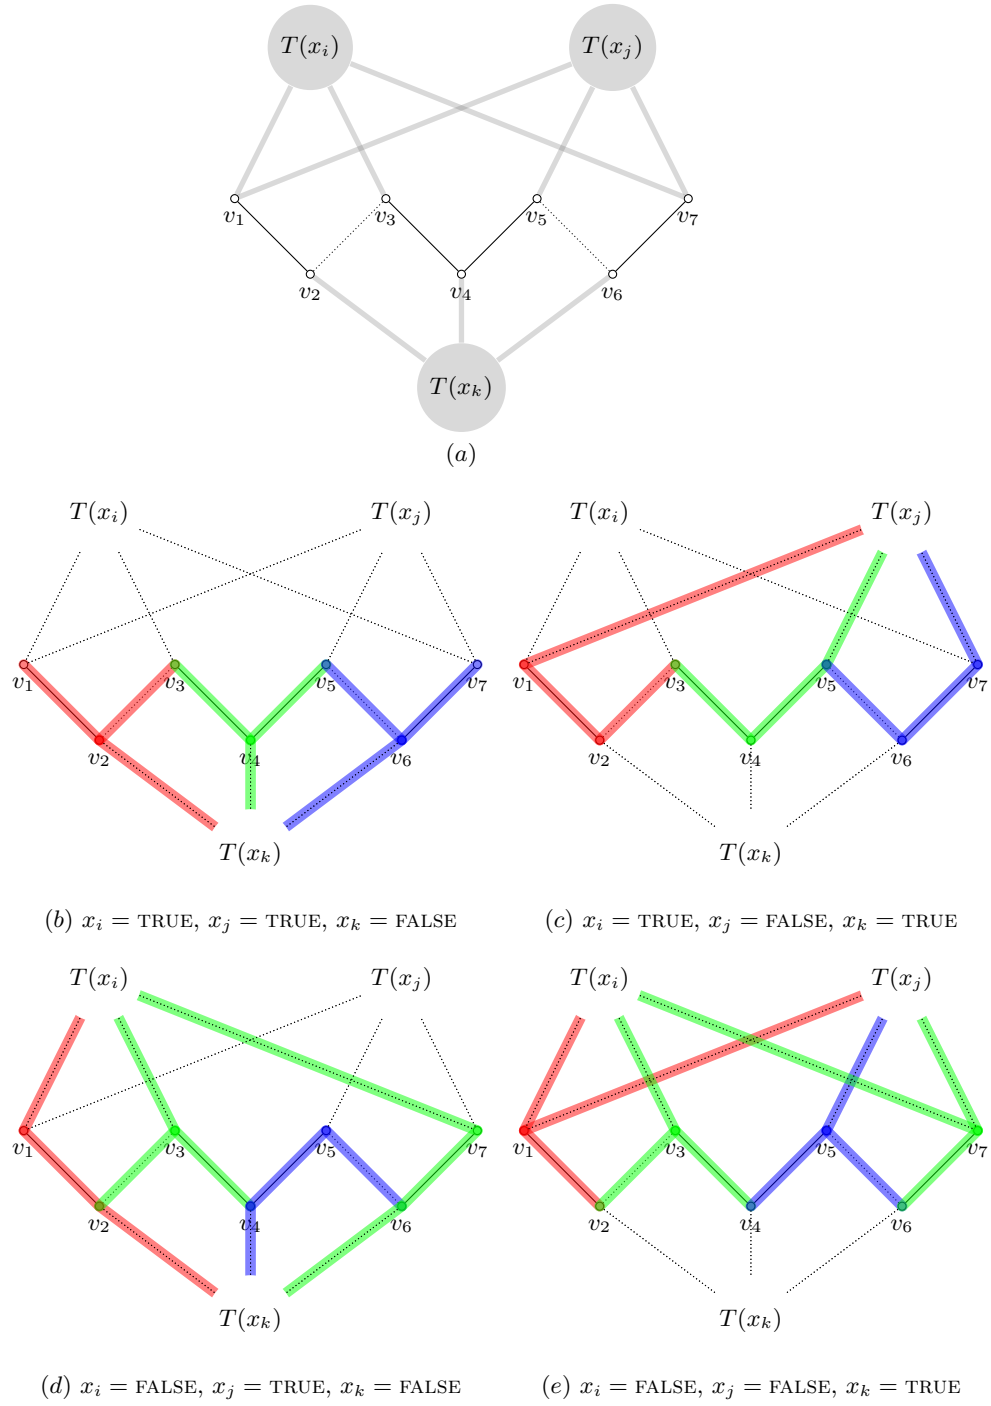 T(x_i) T(x_j)
v_1 v_3 v_5 v_7
v_2 v_4 v_6
T(x_k)
(a)
T(x_i) T(x_j) T(x_i) T(x_j)
v_1 v_3 v_5 v_7 v_1 v_3 v_5 v_7
v_2 v_4 v_6 v_2 v_4 v_6
T(x_k) T(x_k)
(b) x_i = TRUE, x_j = TRUE, x_k = FALSE (c) x_i = TRUE, x_j = FALSE, x_k = TRUE
T(x_i) T(x_j) T(x_i) T(x_j)
v_1 v_3 v_5 v_7 v_1 v_3 v_5 v_7
v_2 v_4 v_6 v_2 v_4 v_6
T(x_k) T(x_k)
(d) x_i = FALSE, x_j = TRUE, x_k = FALSE (e) x_i = FALSE, x_j = FALSE, x_k = TRUE